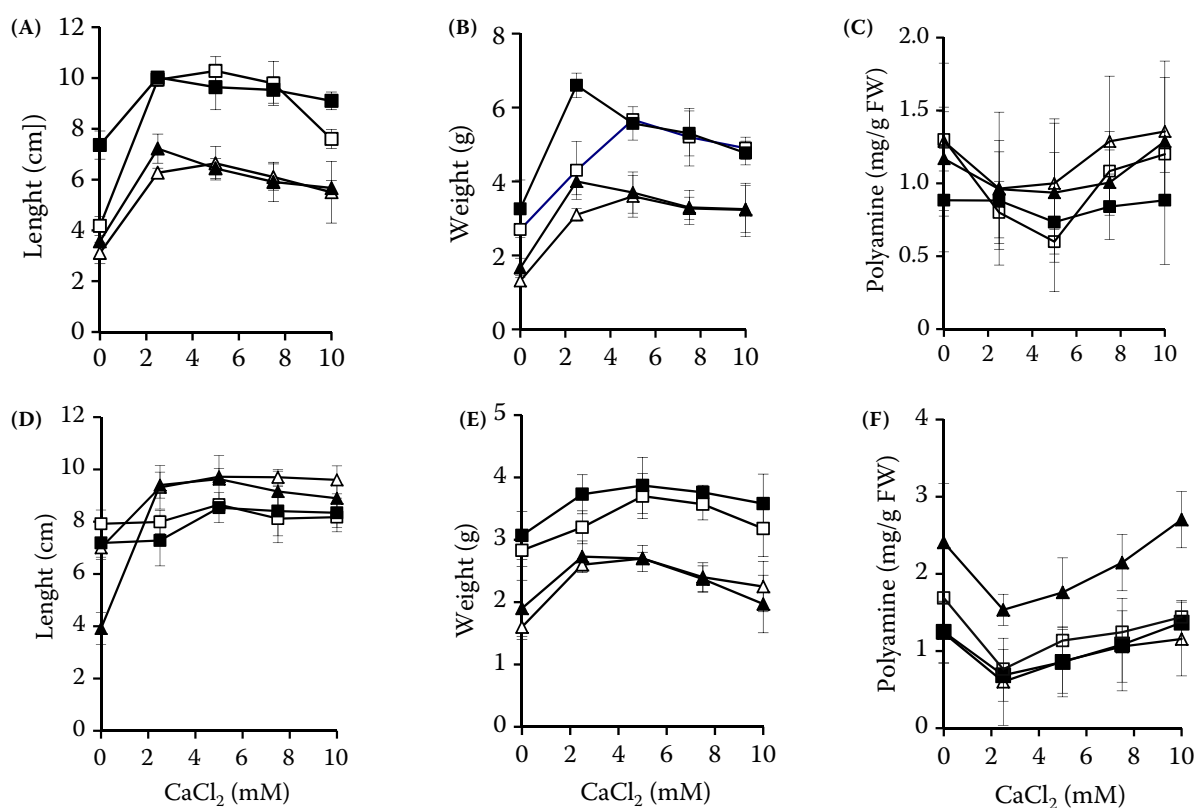 (A)
Lenght (cm])
12
10
8
6
4
2
0
0 2 4 6 8 10
(B)
Weight (g)
8
6
4
2
0
0 2 4 6 8 10
(C)
Polyamine (mg/g FW)
2.0
1.5
1.0
0.5
0
0 2 4 6 8 10
(D)
Lenght (cm)
12
10
8
6
4
2
0
0 2 4 6 8 10
CaCl₂ (mM)
(E)
Weight (g)
5
4
3
2
1
0
0 2 4 6 8 10
CaCl₂ (mM)
(F)
Polyamine (mg/g FW)
4
3
2
1
0
0 2 4 6 8 10
CaCl₂ (mM)